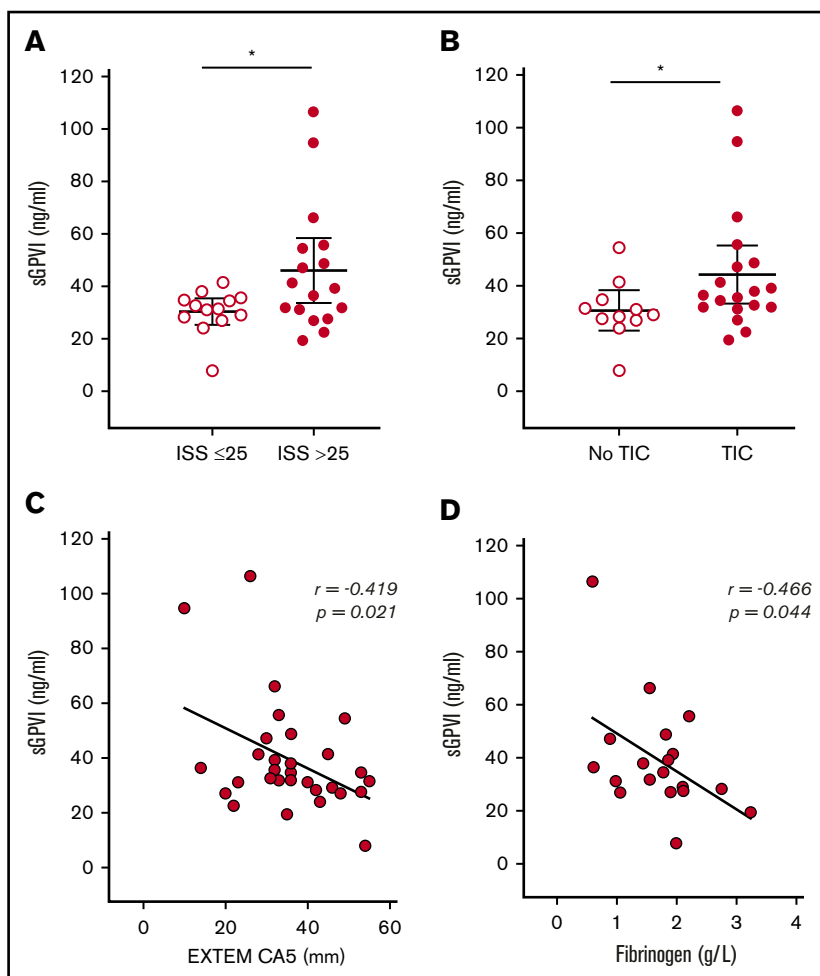 A
*
120
100
80
60
40
20
0
sGPVI (ng/ml)
ISS ≤25 ISS >25
B
*
120
100
80
60
40
20
0
sGPVI (ng/ml)
No TIC TIC
C
120
100
80
60
40
20
0
sGPVI (ng/ml)
r = -0.419
p = 0.021
0 20 40 60
EXTEM CA5 (mm)
D
120
100
80
60
40
20
0
sGPVI (ng/ml)
r = -0.466
p = 0.044
0 1 2 3 4
Fibrinogen (g/L)